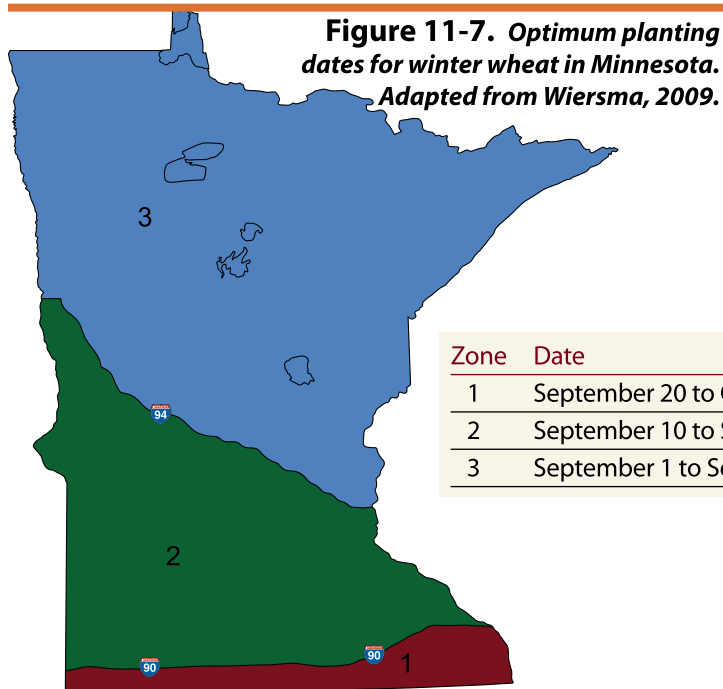 Figure 11-7. Optimum planting
dates for winter wheat in Minnesota.
Adapted from Wiersma, 2009.
3
Zone Date
1 September 20 to
2 September 10 to
3 September 1 to
94
2
90
90
1